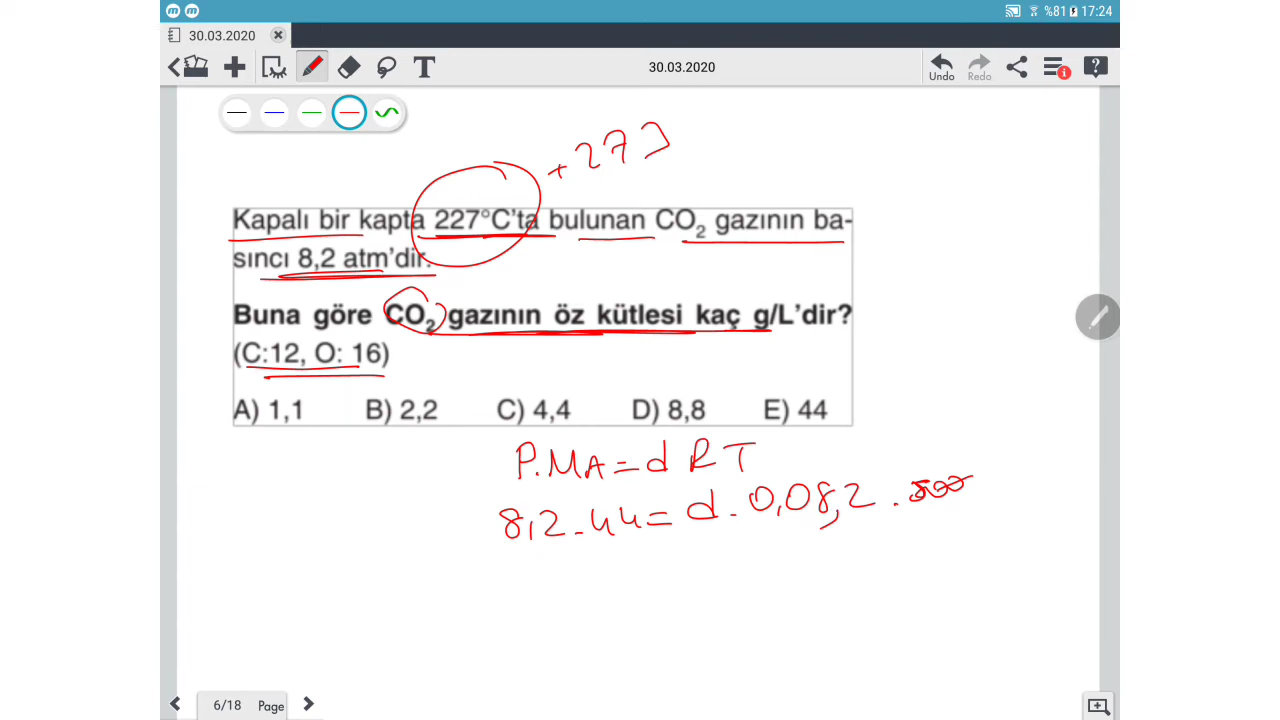 %81 17:24
30.03.2020
T
30.03.2020
Undo
Redo
+273
Kapalı bir kapta 227°C'ta bulunan CO₂ gazının ba-
sıncı 8,2 atm'dir.
Buna göre CO₂ gazının öz kütlesi kaç g/L'dir?
(C:12, O: 16)
A) 1,1 B) 2,2 C) 4,4 D) 8,8 E) 44
P.MA = d R T
8,2 . 44 = d . 0,08,2 . 500
6/18 Page